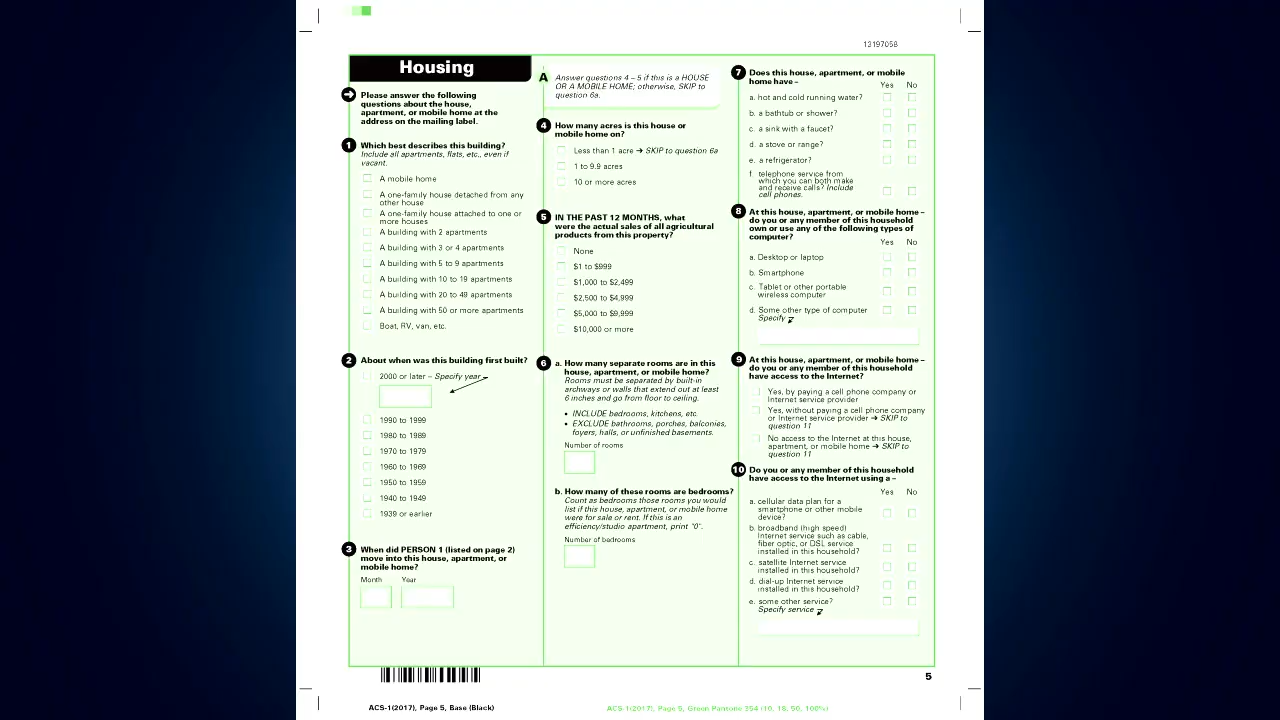 13197058
Housing
Please answer the following
questions about the house,
apartment, or mobile home at the
address on the mailing label.
1 Which best describes this building?
Include all apartments, flats, etc., even if
vacant.
A mobile home
A one-family house detached from any
other house
A one-family house attached to one or
more houses
A building with 2 apartments
A building with 3 or 4 apartments
A building with 5 to 9 apartments
A building with 10 to 19 apartments
A building with 20 to 49 apartments
A building with 50 or more apartments
Boat, RV, van, etc.
2 About when was this building first built?
2000 or later – Specify year
1990 to 1999
1980 to 1989
1970 to 1979
1960 to 1969
1950 to 1959
1940 to 1949
1939 or earlier
3 When did PERSON 1 (listed on page 2)
move into this house, apartment, or
mobile home?
Month Year
A Answer questions 4 – 5 if this is a HOUSE
OR A MOBILE HOME; otherwise, SKIP to
question 6a.
4 How many acres is this house or
mobile home on?
Less than 1 acre ➔ SKIP to question 6a
1 to 9.9 acres
10 or more acres
5 IN THE PAST 12 MONTHS, what
were the actual sales of all agricultural
products from this property?
None
$1 to $999
$1,000 to $2,499
$2,500 to $4,999
$5,000 to $9,999
$10,000 or more
6 a. How many separate rooms are in this
house, apartment, or mobile home?
Rooms must be separated by built-in
archways or walls that extend out at least
6 inches and go from floor to ceiling.
• INCLUDE bedrooms, kitchens, etc.
• EXCLUDE bathrooms, porches, balconies,
foyers, halls, or unfinished basements.
Number of rooms
b. How many of these rooms are bedrooms?
Count as bedrooms those rooms you would
list if this house, apartment, or mobile home
were for sale or rent. If this is an
efficiency/studio apartment, print "0".
Number of bedrooms
7 Does this house, apartment, or mobile
home have –
Yes No
a. hot and cold running water?
b. a bathtub or shower?
c. a sink with a faucet?
d. a stove or range?
e. a refrigerator?
f. telephone service from
which you can both make
and receive calls? Include
cell phones.
8 At this house, apartment, or mobile home –
do you or any member of this household
own or use any of the following types of
computer?
Yes No
a. Desktop or laptop
b. Smartphone
c. Tablet or other portable
wireless computer
d. Some other type of computer
Specify
9 At this house, apartment, or mobile home –
do you or any member of this household
have access to the Internet?
Yes, by paying a cell phone company or
Internet service provider
Yes, without paying a cell phone company
or Internet service provider ➔ SKIP to
question 11
No access to the Internet at this house,
apartment, or mobile home ➔ SKIP to
question 11
10 Do you or any member of this household
have access to the Internet using a –
Yes No
a. cellular data plan for a
smartphone or other mobile
device?
b. broadband (high speed)
Internet service such as cable,
fiber optic, or DSL service
installed in this household?
c. satellite Internet service
installed in this household?
d. dial-up Internet service
installed in this household?
e. some other service?
Specify service
5
ACS-1(2017), Page 5, Base (Black)
ACS-1(2017), Page 5, Green Pantone 354 (10, 18, 50, 100%)